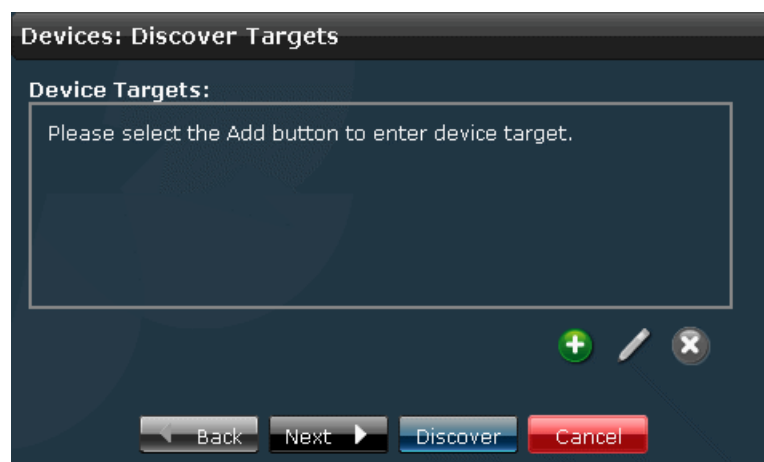 Devices: Discover Targets
Device Targets:
Please select the Add button to enter device target.
Back Next Discover Cancel